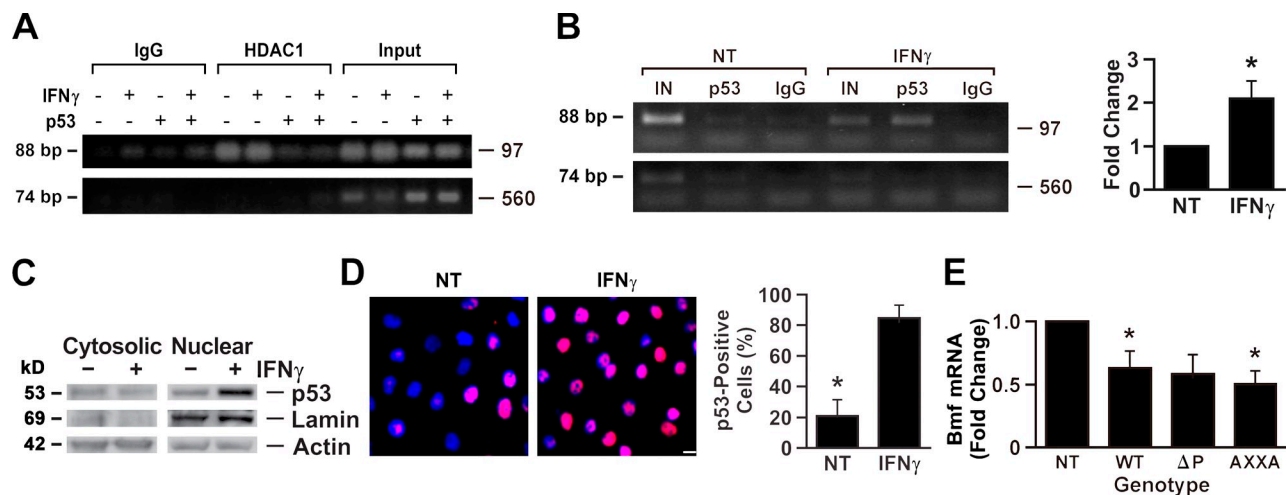 A
IgG HDAC1 Input
IFNγ - + - + - + - + - + - +
p53 - - + + - - + + - - + +
88 bp 97
74 bp 560
B
NT IFNγ
IN p53 IgG IN p53 IgG
88 bp 97
74 bp 560
Fold Change
3
2
1
0
*
NT IFNγ
C
Cytosolic Nuclear
kD − + − + IFNγ
53 p53
69 Lamin
42 Actin
D
NT IFNγ
p53-Positive
Cells (%)
100
80
60
40
20
0
*
NT IFNγ
E
Bmf mRNA
(Fold Change)
1.0
0.5
0
* *
NT WT ΔP AXXA
Genotype